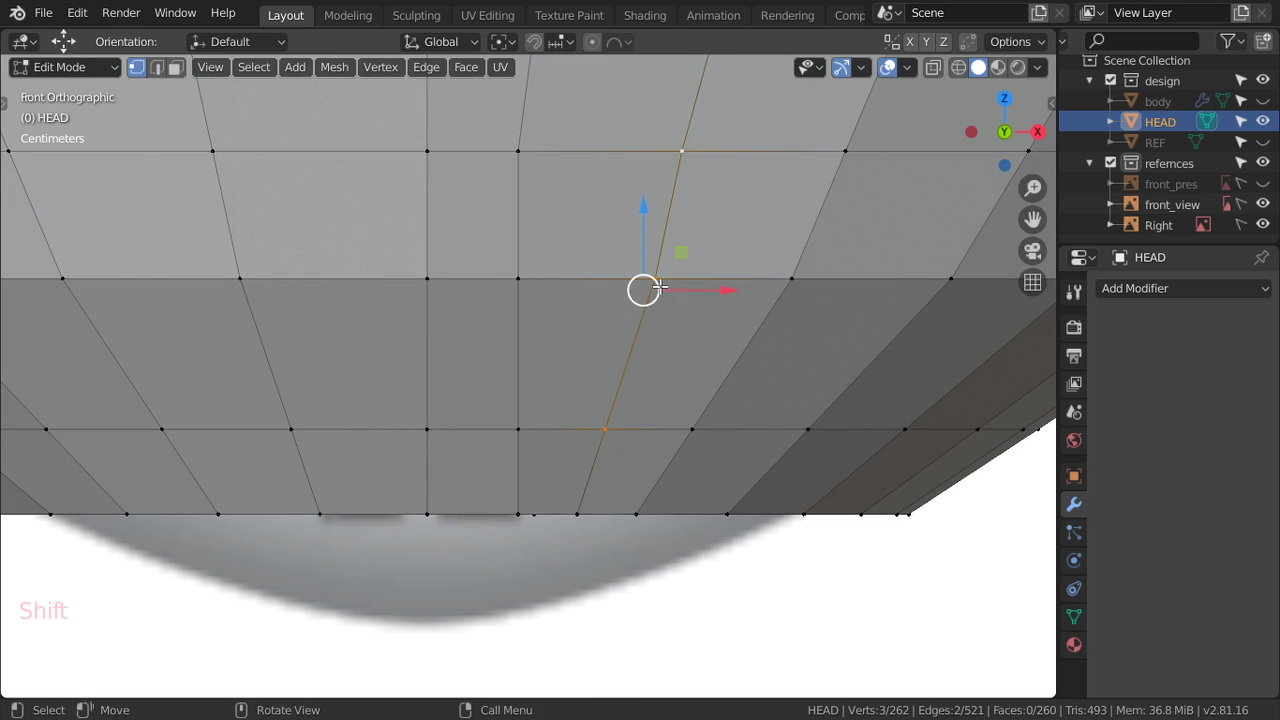 File Edit Render Window Help Layout Modeling Sculpting UV Editing Texture Paint Shading Animation Rendering Comp Scene View Layer
Orientation: Default Global X Y Z Options
Edit Mode View Select Add Mesh Vertex Edge Face UV
Front Orthographic
(0) HEAD
Centimeters
Z
Y
X
Scene Collection
design
body
HEAD
REF
refernces
front_pres
front_view
Right
HEAD
Add Modifier
Shift
Select Move Rotate View Call Menu HEAD | Verts:3/262 | Edges:2/521 | Faces:0/260 | Tris:493 | Mem: 36.8 MiB | v2.81.16